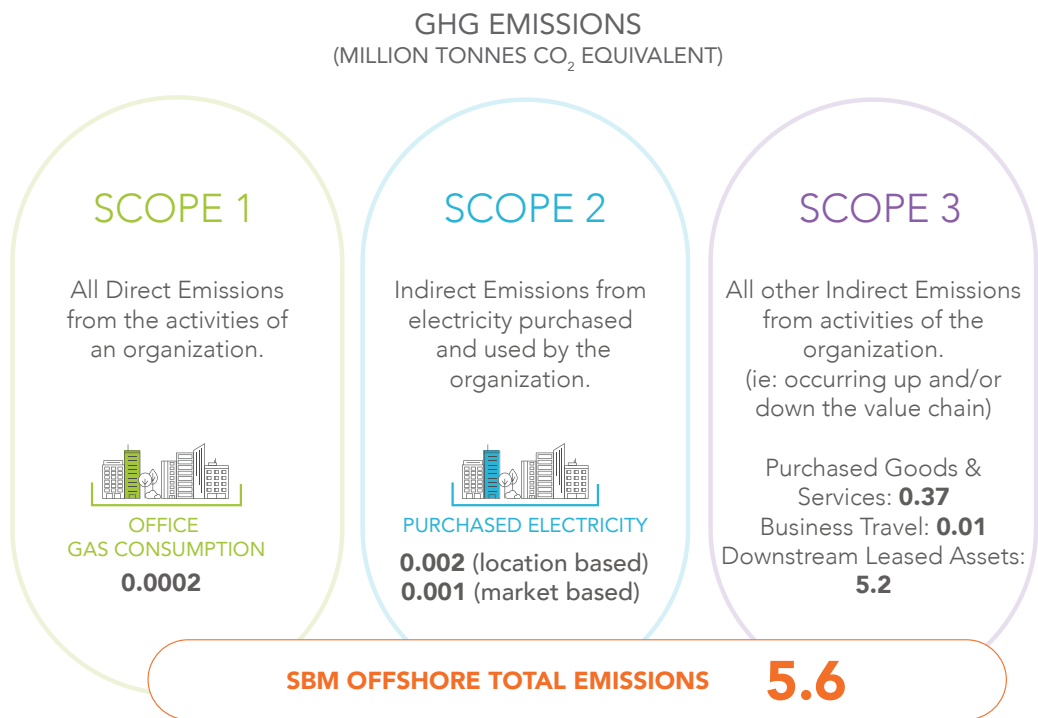 GHG EMISSIONS
(MILLION TONNES CO₂ EQUIVALENT)
SCOPE 1
All Direct Emissions
from the activities of
an organization.
OFFICE
GAS CONSUMPTION
0.0002
SCOPE 2
Indirect Emissions from
electricity purchased
and used by the
organization.
PURCHASED ELECTRICITY
0.002 (location based)
0.001 (market based)
SCOPE 3
All other Indirect Emissions
from activities of the
organization.
(ie: occurring up and/or
down the value chain)
Purchased Goods &
Services: 0.37
Business Travel: 0.01
Downstream Leased Assets:
5.2
SBM OFFSHORE TOTAL EMISSIONS 5.6